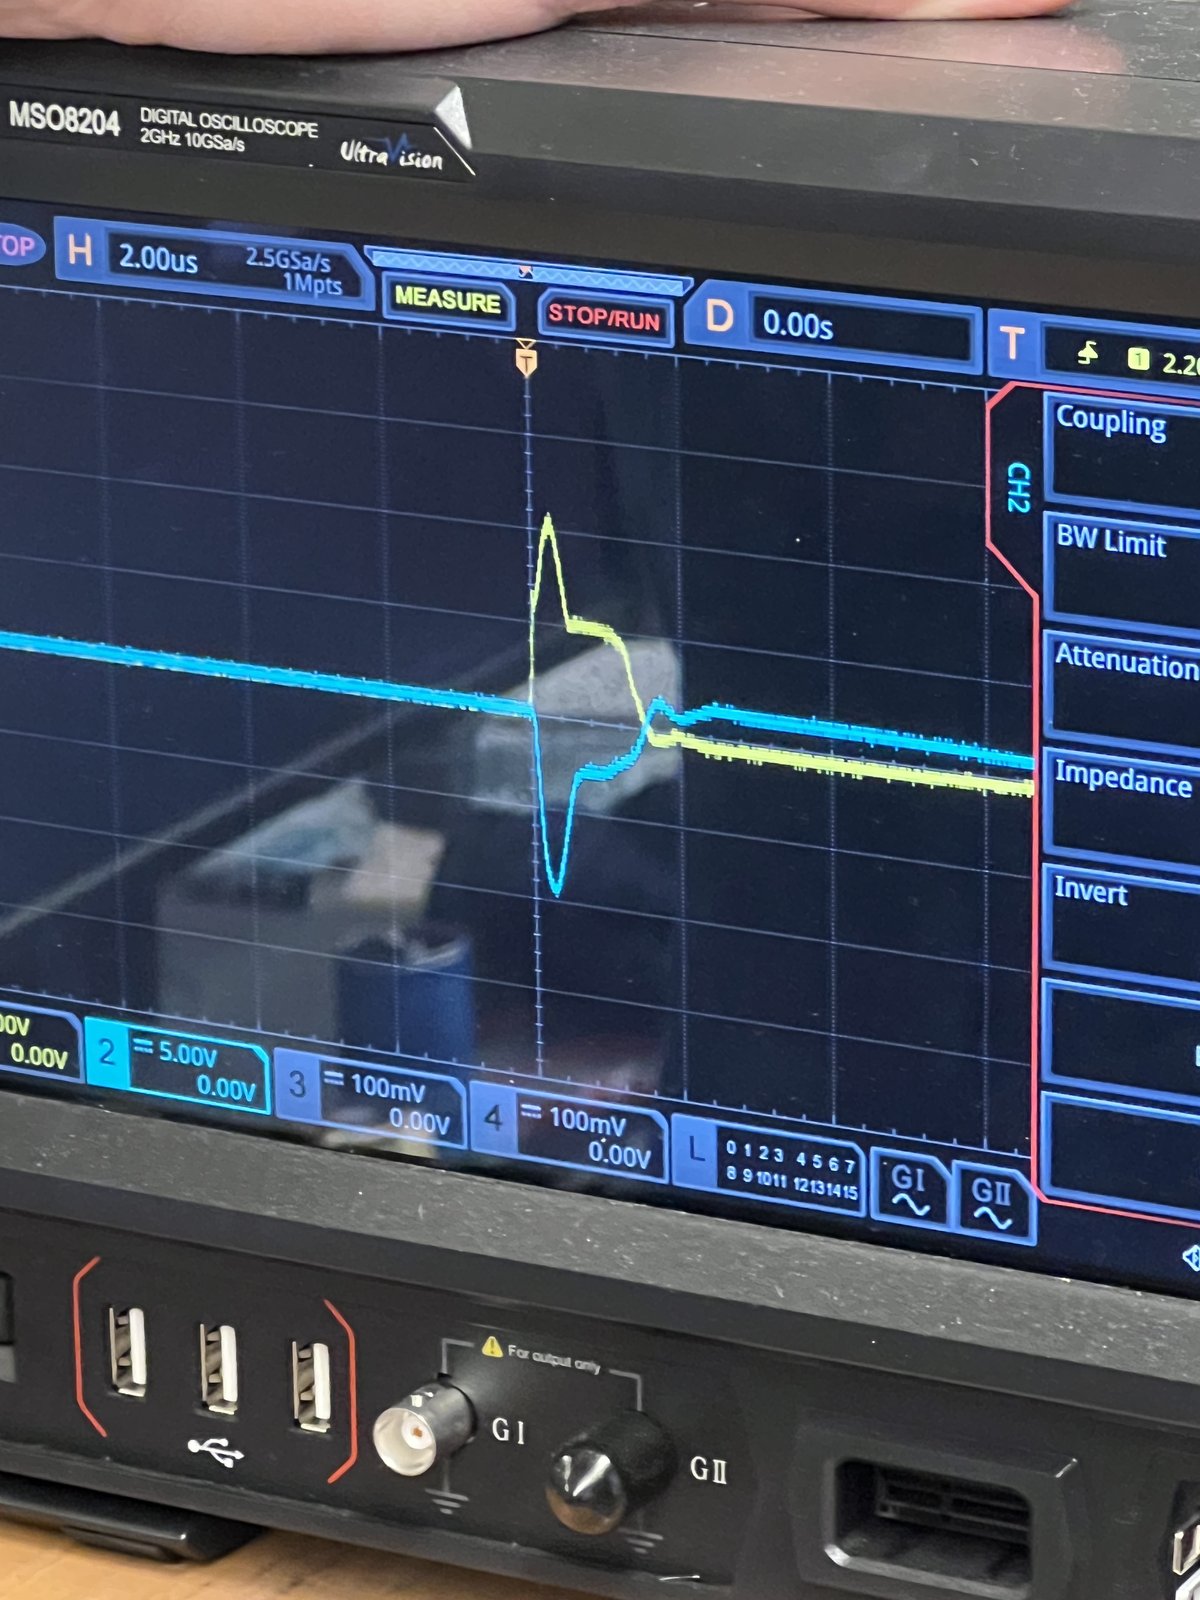 MSO8204
DIGITAL OSCILLOSCOPE
2GHz 10GSa/s
UltraVision
H
2.00us
2.5GSa/s
1Mpts
MEASURE
STOP/RUN
D
0.00s
T
1
T
CH2
Coupling
BW Limit
Attenuation
Impedance
Invert
0.00V
2
5.00V
0.00V
3
100mV
0.00V
4
100mV
0.00V
L
0 1 2 3 4 5 6 7
8 9 10 11 12 13 14 15
GI
GII
For output only
GI
GII